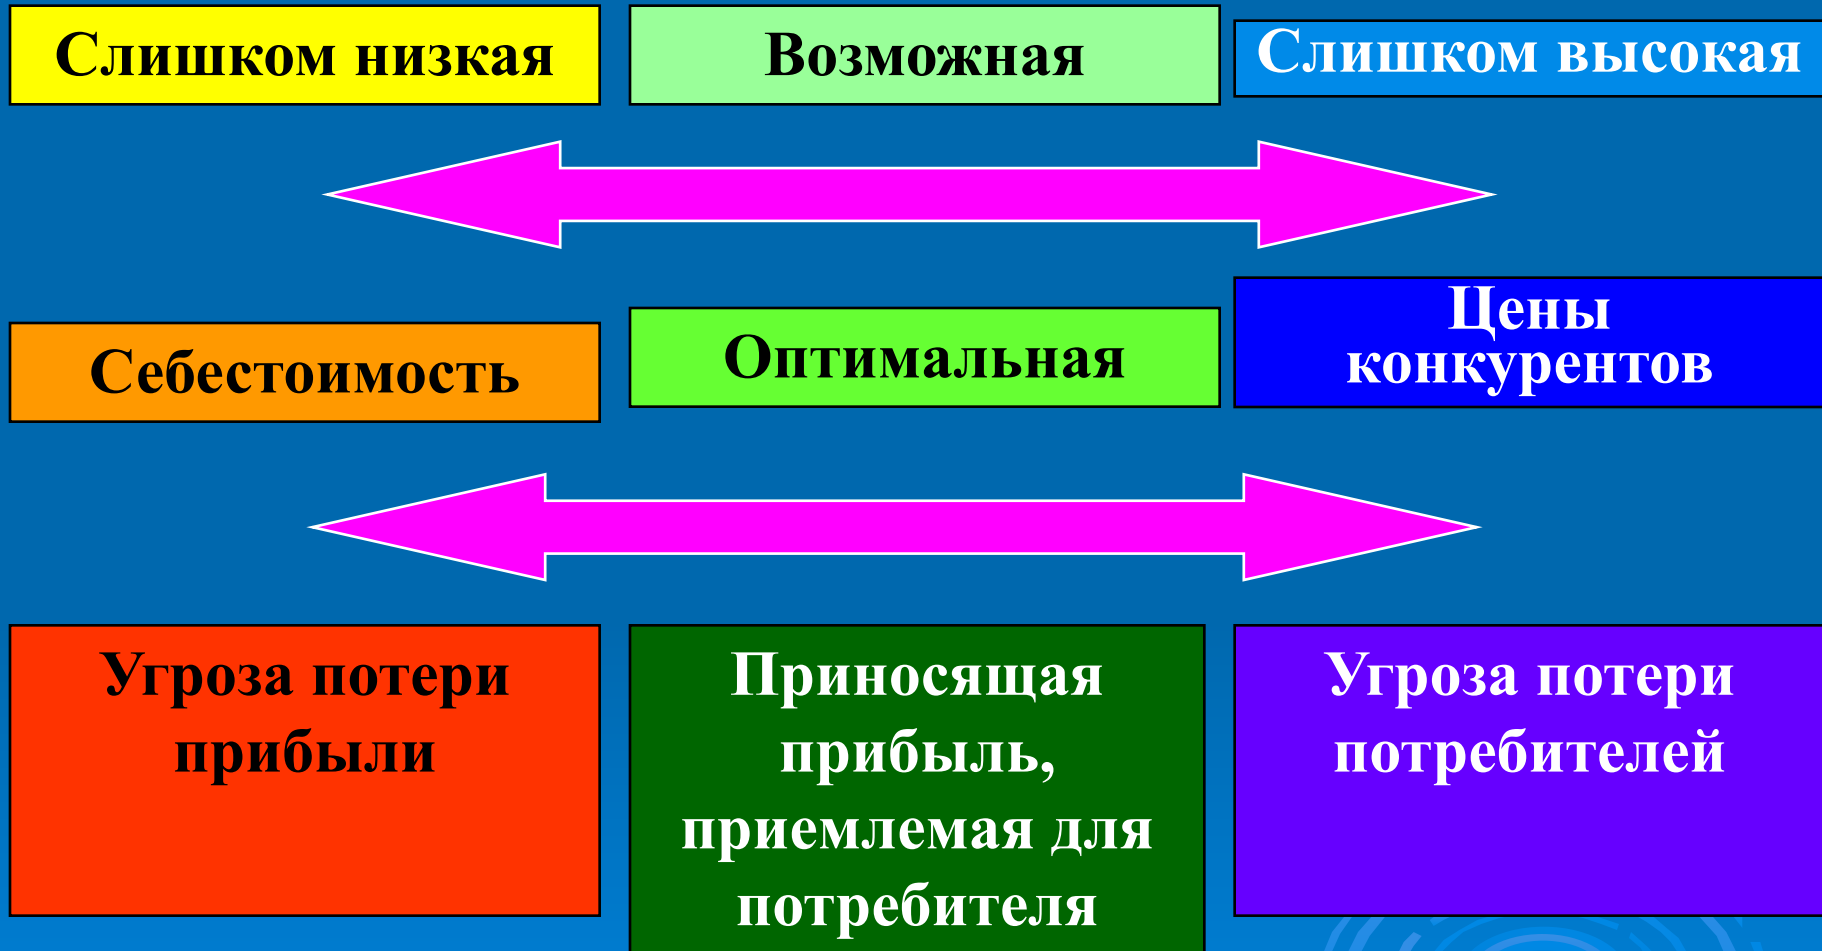 Слишком низкая
Возможная
Слишком высокая
Себестоимость
Оптимальная
Цены
конкурентов
Угроза потери
прибыли
Приносящая
прибыль,
приемлемая для
потребителя
Угроза потери
потребителей